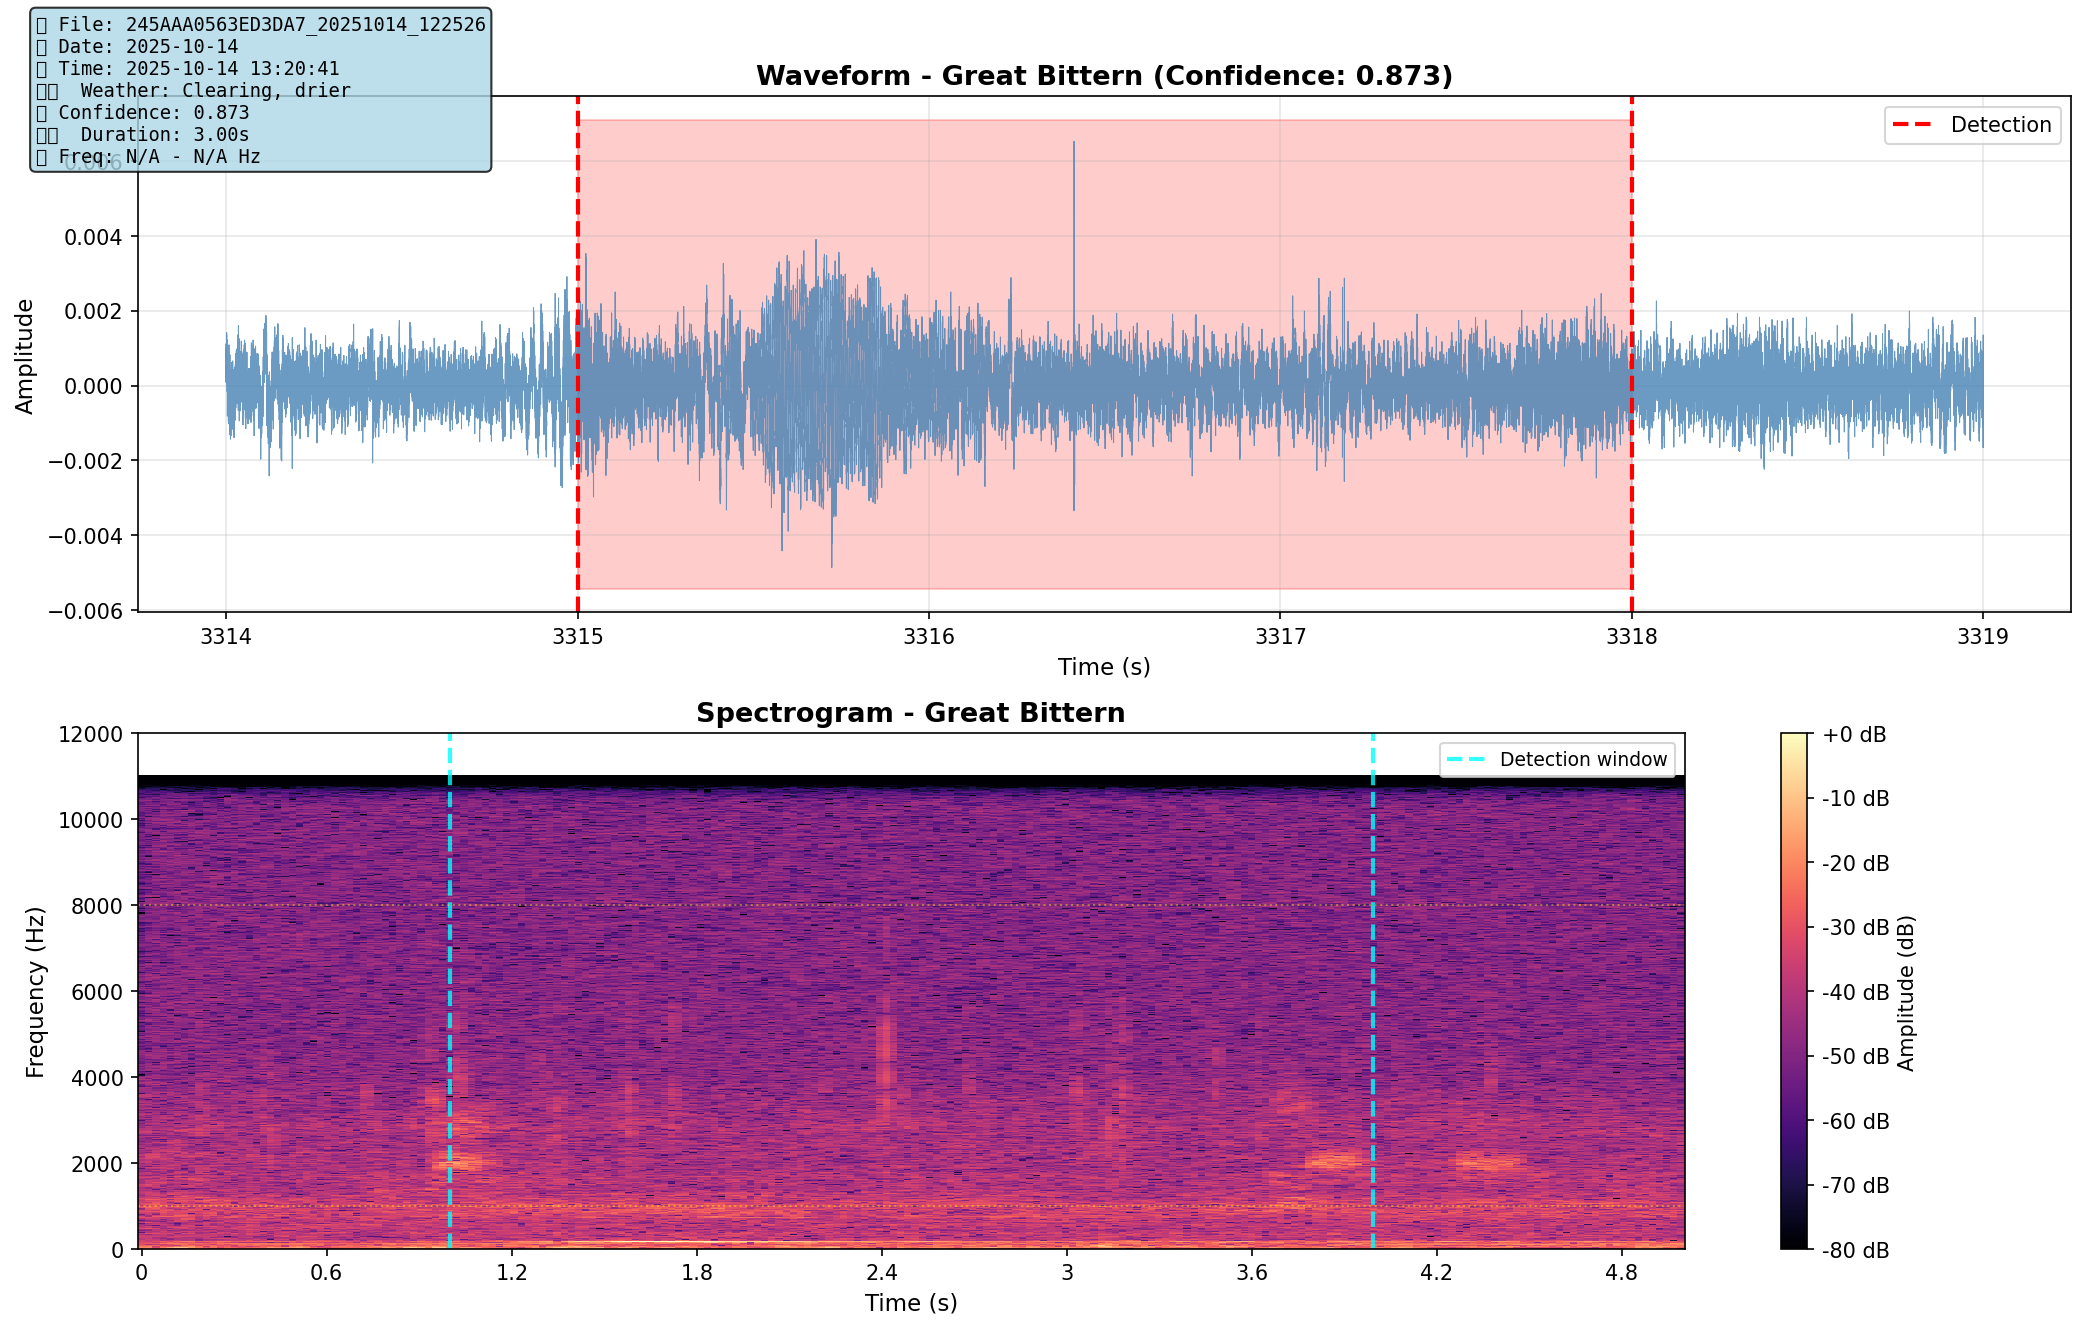 File: 245AAA0563ED3DA7_20251014_122526
Date: 2025-10-14
Time: 2025-10-14 13:20:41
Weather: Clearing, drier
Confidence: 0.873
Duration: 3.00s
Freq: N/A - N/A Hz
Waveform - Great Bittern (Confidence: 0.873)
Detection
0.006
0.004
0.002
0.000
−0.002
−0.004
−0.006
Amplitude
3314 3315 3316 3317 3318 3319
Time (s)
Spectrogram - Great Bittern
Detection window
12000
10000
8000
6000
4000
2000
0
Frequency (Hz)
0 0.6 1.2 1.8 2.4 3 3.6 4.2 4.8
Time (s)
+0 dB
-10 dB
-20 dB
-30 dB
-40 dB
-50 dB
-60 dB
-70 dB
-80 dB
Amplitude (dB)